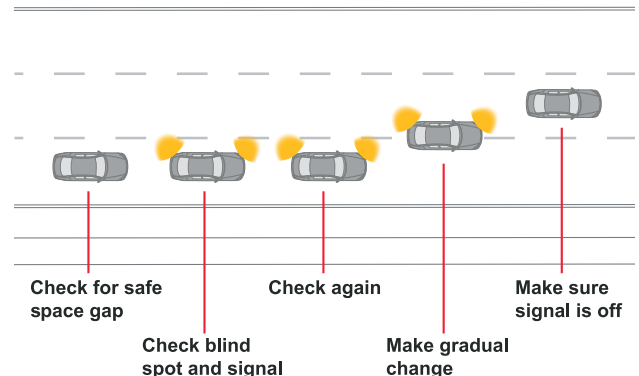 Check for safe
space gap
Check blind
spot and signal
Check again
Make gradual
change
Make sure
signal is off